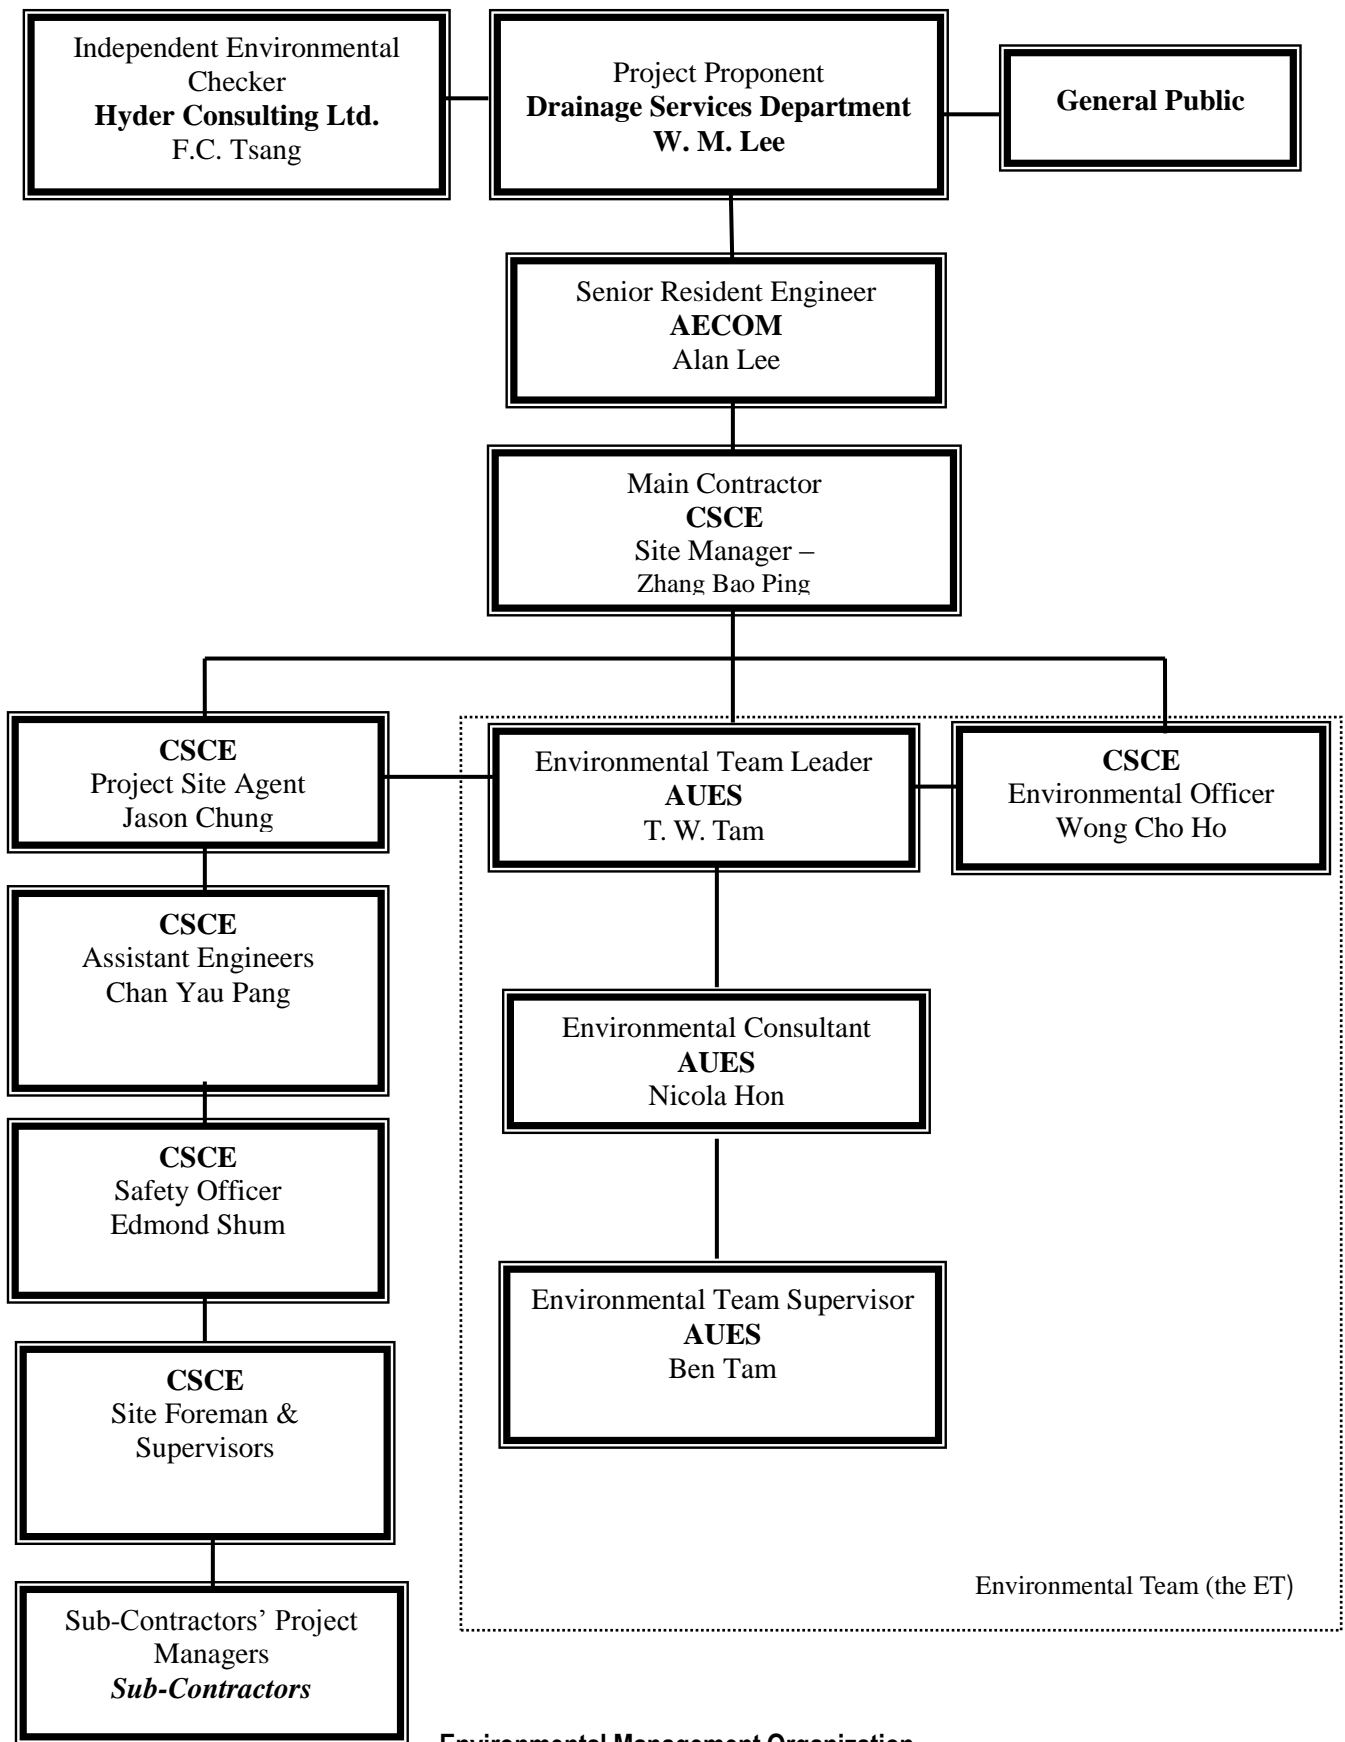 Independent Environmental
Checker
Hyder Consulting Ltd.
F.C. Tsang
Project Proponent
Drainage Services Department
W. M. Lee
General Public
Senior Resident Engineer
AECOM
Alan Lee
Main Contractor
CSCE
Site Manager –
Zhang Bao Ping
CSCE
Project Site Agent
Jason Chung
Environmental Team Leader
AUES
T. W. Tam
CSCE
Environmental Officer
Wong Cho Ho
CSCE
Assistant Engineers
Chan Yau Pang
Environmental Consultant
AUES
Nicola Hon
CSCE
Safety Officer
Edmond Shum
Environmental Team Supervisor
AUES
Ben Tam
CSCE
Site Foreman &
Supervisors
Environmental Team (the ET)
Sub-Contractors’ Project
Managers
Sub-Contractors
Environmental Management Organization